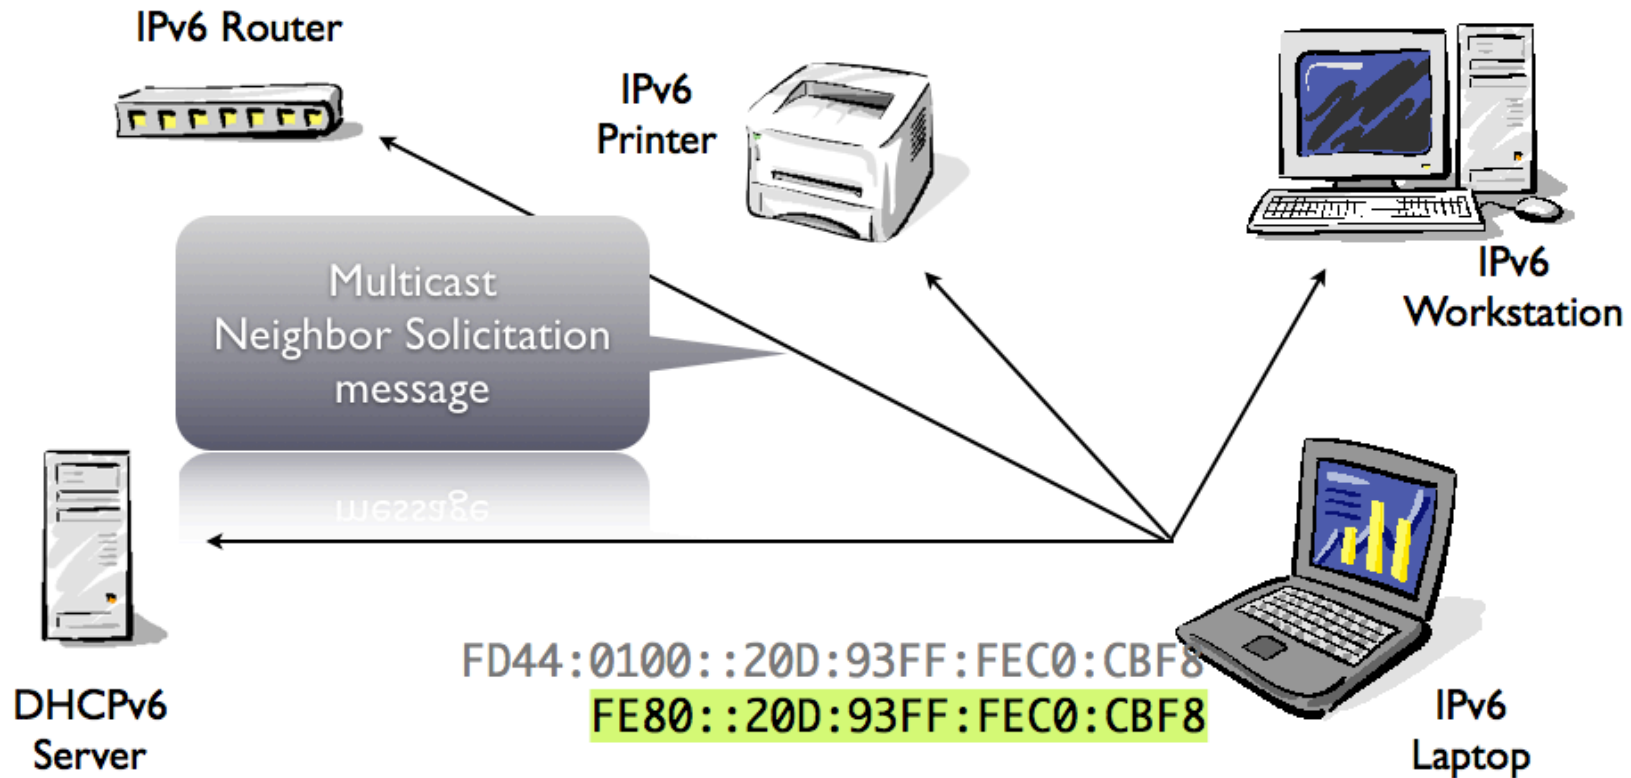 IPv6 Router
IPv6
Printer
Multicast
Neighbor Solicitation
message
message
IPv6
Workstation
FD44:0100::20D:93FF:FEC0:CBF8
FE80::20D:93FF:FEC0:CBF8
DHCPv6
Server
IPv6
Laptop